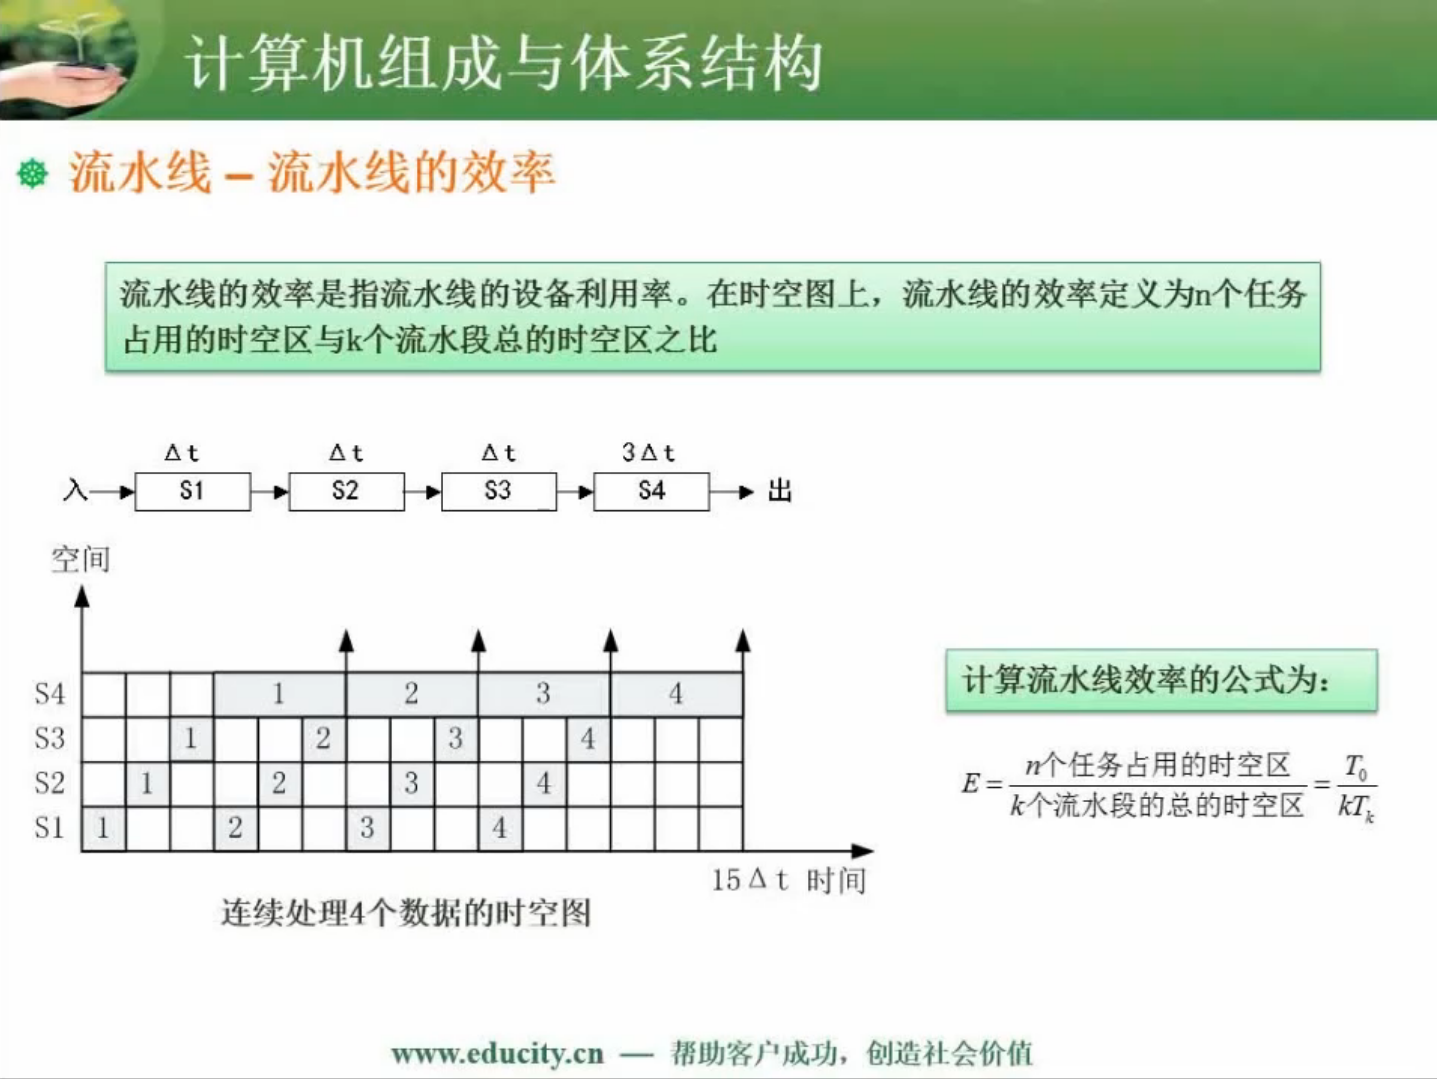 计算机组成与体系结构
流水线 – 流水线的效率
流水线的效率是指流水线的设备利用率。在时空图上，流水线的效率定义为n个任务
占用的时空区与k个流水段总的时空区之比
Δt Δt Δt 3Δt
入 S1 S2 S3 S4 出
空间
S4 1 2 3 4
S3 1 2 3 4
S2 1 2 3 4
S1 1 2 3 4
15Δt 时间
连续处理4个数据的时空图
计算流水线效率的公式为：
E = n个任务占用的时空区 / k个流水段的总的时空区 = T₀ / kTₖ
www.educity.cn — 帮助客户成功，创造社会价值